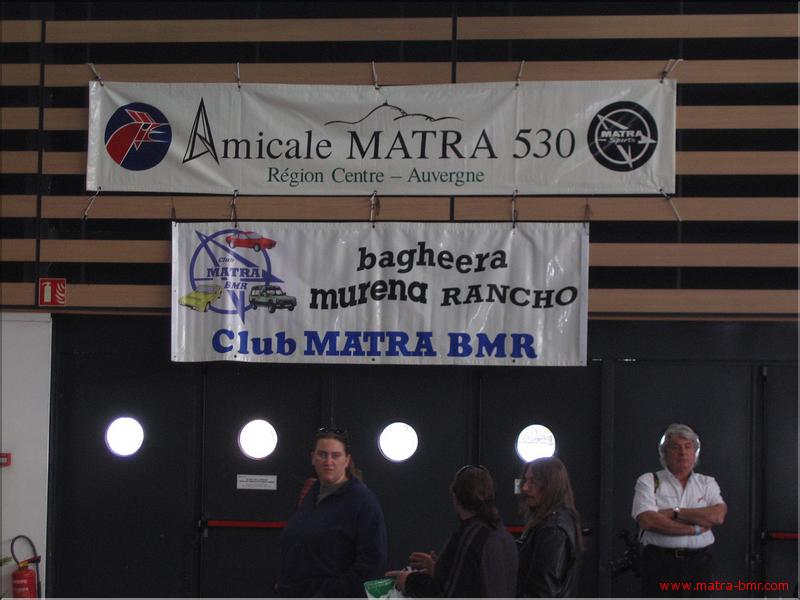 Amicale MATRA 530
Région Centre – Auvergne
MATRA
Sports
Club
MATRA
BMR
bagheera
murena RANCHO
Club MATRA BMR
www.matra-bmr.com